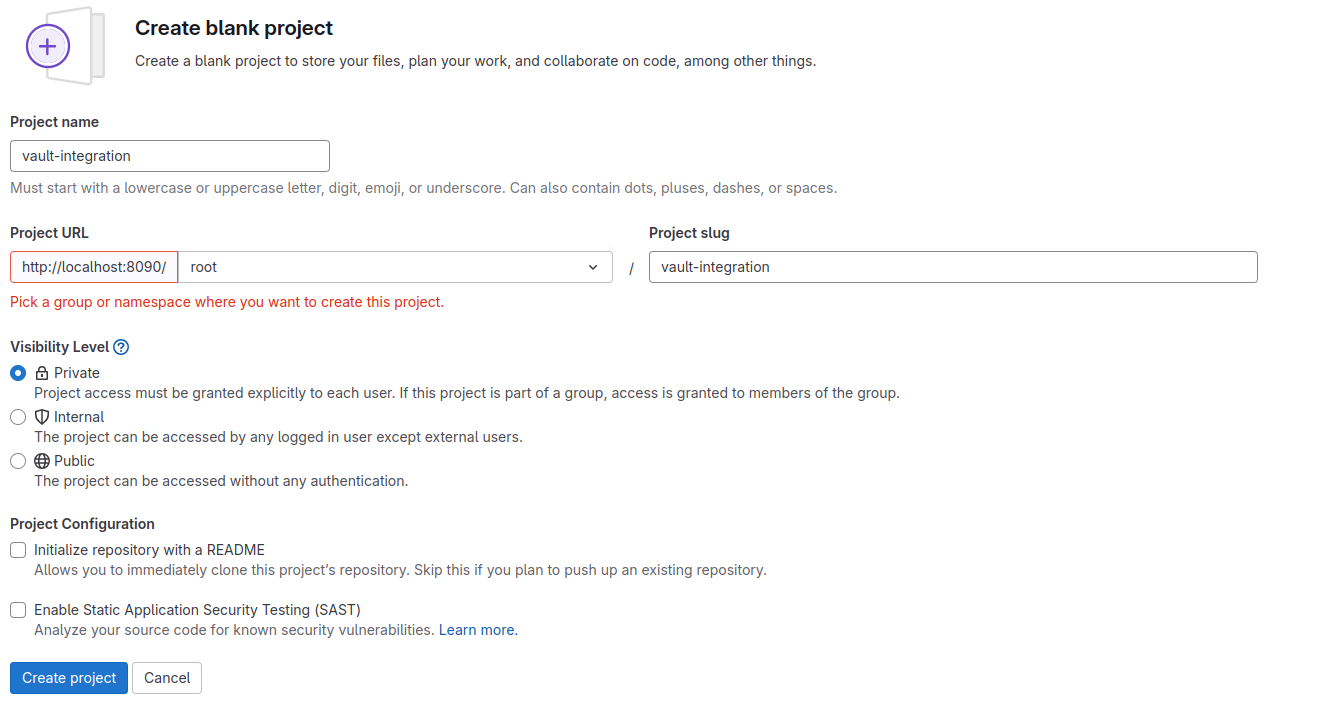 Create blank project
Create a blank project to store your files, plan your work, and collaborate on code, among other things.
Project name
vault-integration
Must start with a lowercase or uppercase letter, digit, emoji, or underscore. Can also contain dots, pluses, dashes, or spaces.
Project URL
http://localhost:8090/ root
/
Project slug
vault-integration
Pick a group or namespace where you want to create this project.
Visibility Level ?
Private
Project access must be granted explicitly to each user. If this project is part of a group, access is granted to members of the group.
Internal
The project can be accessed by any logged in user except external users.
Public
The project can be accessed without any authentication.
Project Configuration
Initialize repository with a README
Allows you to immediately clone this project’s repository. Skip this if you plan to push up an existing repository.
Enable Static Application Security Testing (SAST)
Analyze your source code for known security vulnerabilities. Learn more.
Create project
Cancel